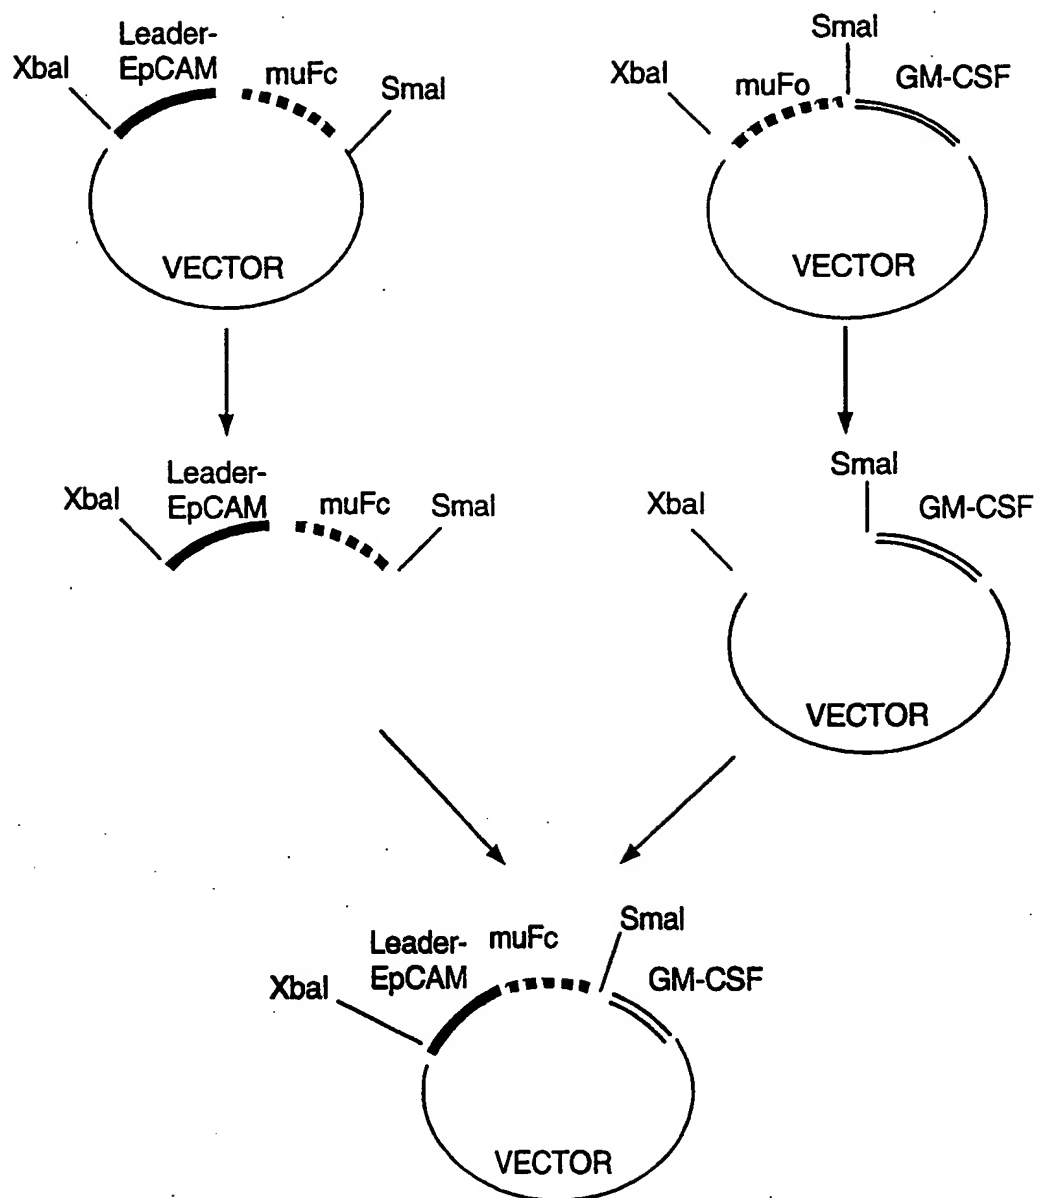 Leader-
EpCAM
XbaI
muFc
SmaI
VECTOR
SmaI
XbaI
muFo
GM-CSF
VECTOR
Leader-
EpCAM
XbaI
muFc
SmaI
SmaI
XbaI
GM-CSF
VECTOR
SmaI
Leader-
EpCAM
muFc
GM-CSF
XbaI
VECTOR